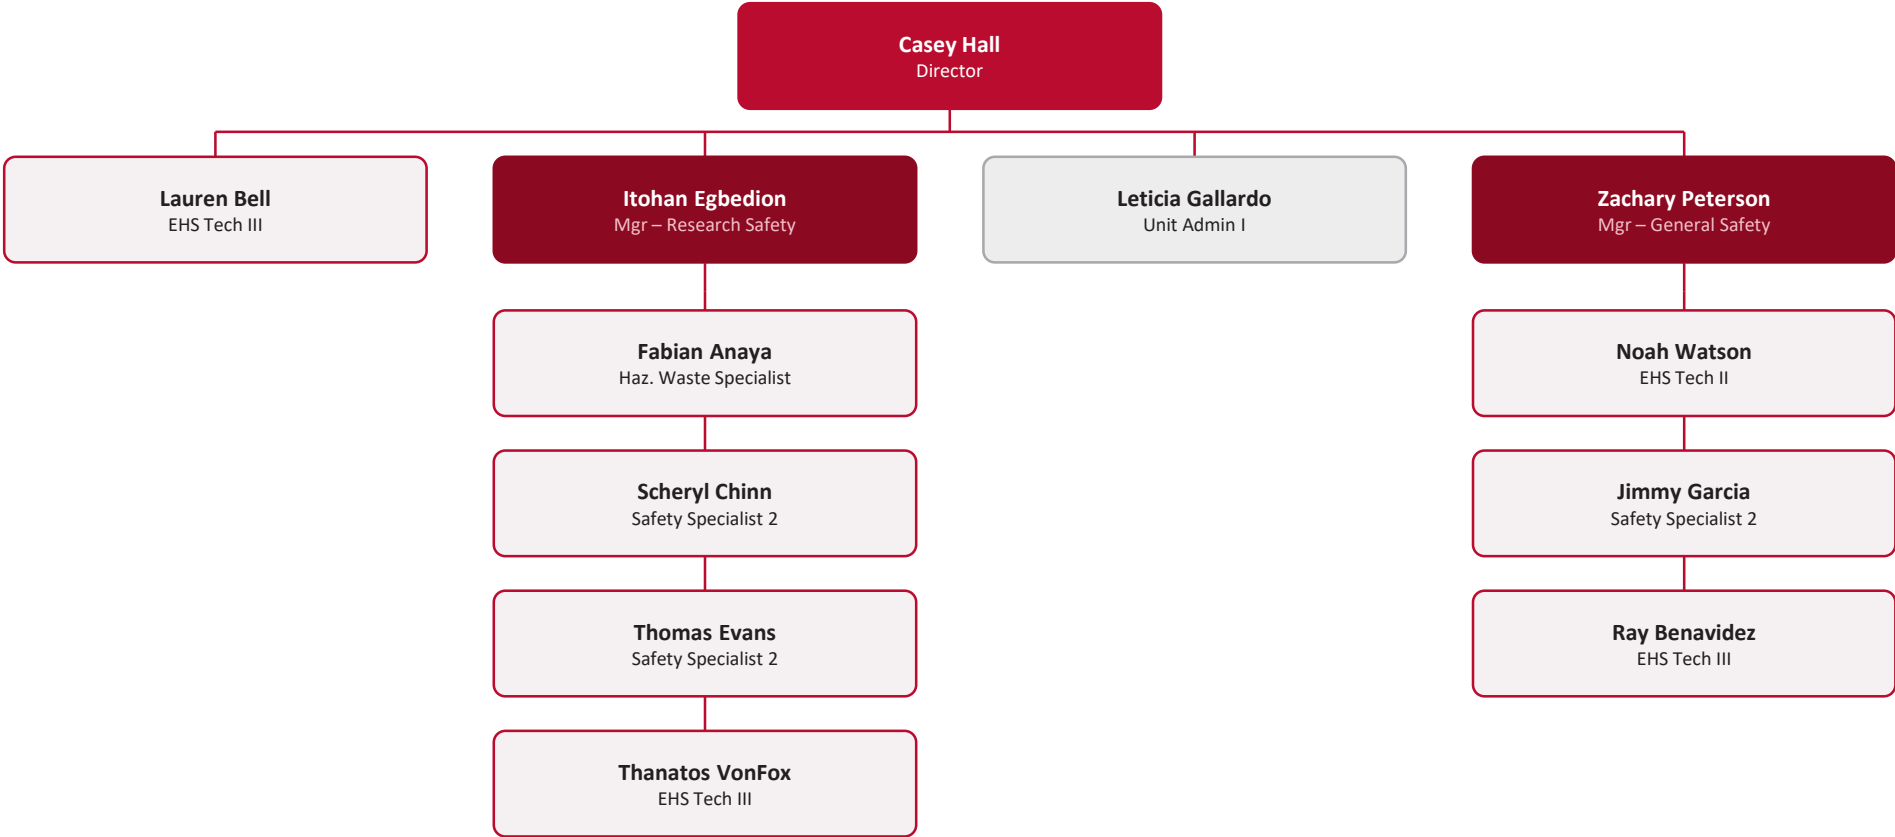 Casey Hall
Director
Lauren Bell
EHS Tech III
Itohan Egbedion
Mgr – Research Safety
Leticia Gallardo
Unit Admin I
Zachary Peterson
Mgr – General Safety
Fabian Anaya
Haz. Waste Specialist
Noah Watson
EHS Tech II
Scheryl Chinn
Safety Specialist 2
Jimmy Garcia
Safety Specialist 2
Thomas Evans
Safety Specialist 2
Ray Benavidez
EHS Tech III
Thanatos VonFox
EHS Tech III